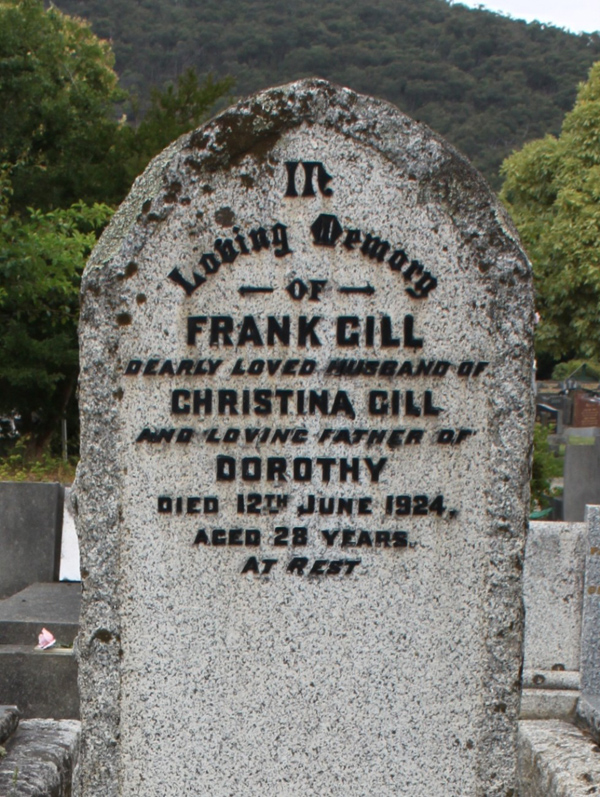 In
Loving Memory
OF
FRANK GILL
DEARLY LOVED HUSBAND OF
CHRISTINA GILL
AND LOVING FATHER OF
DOROTHY
DIED 12TH JUNE 1924,
AGED 28 YEARS.
AT REST